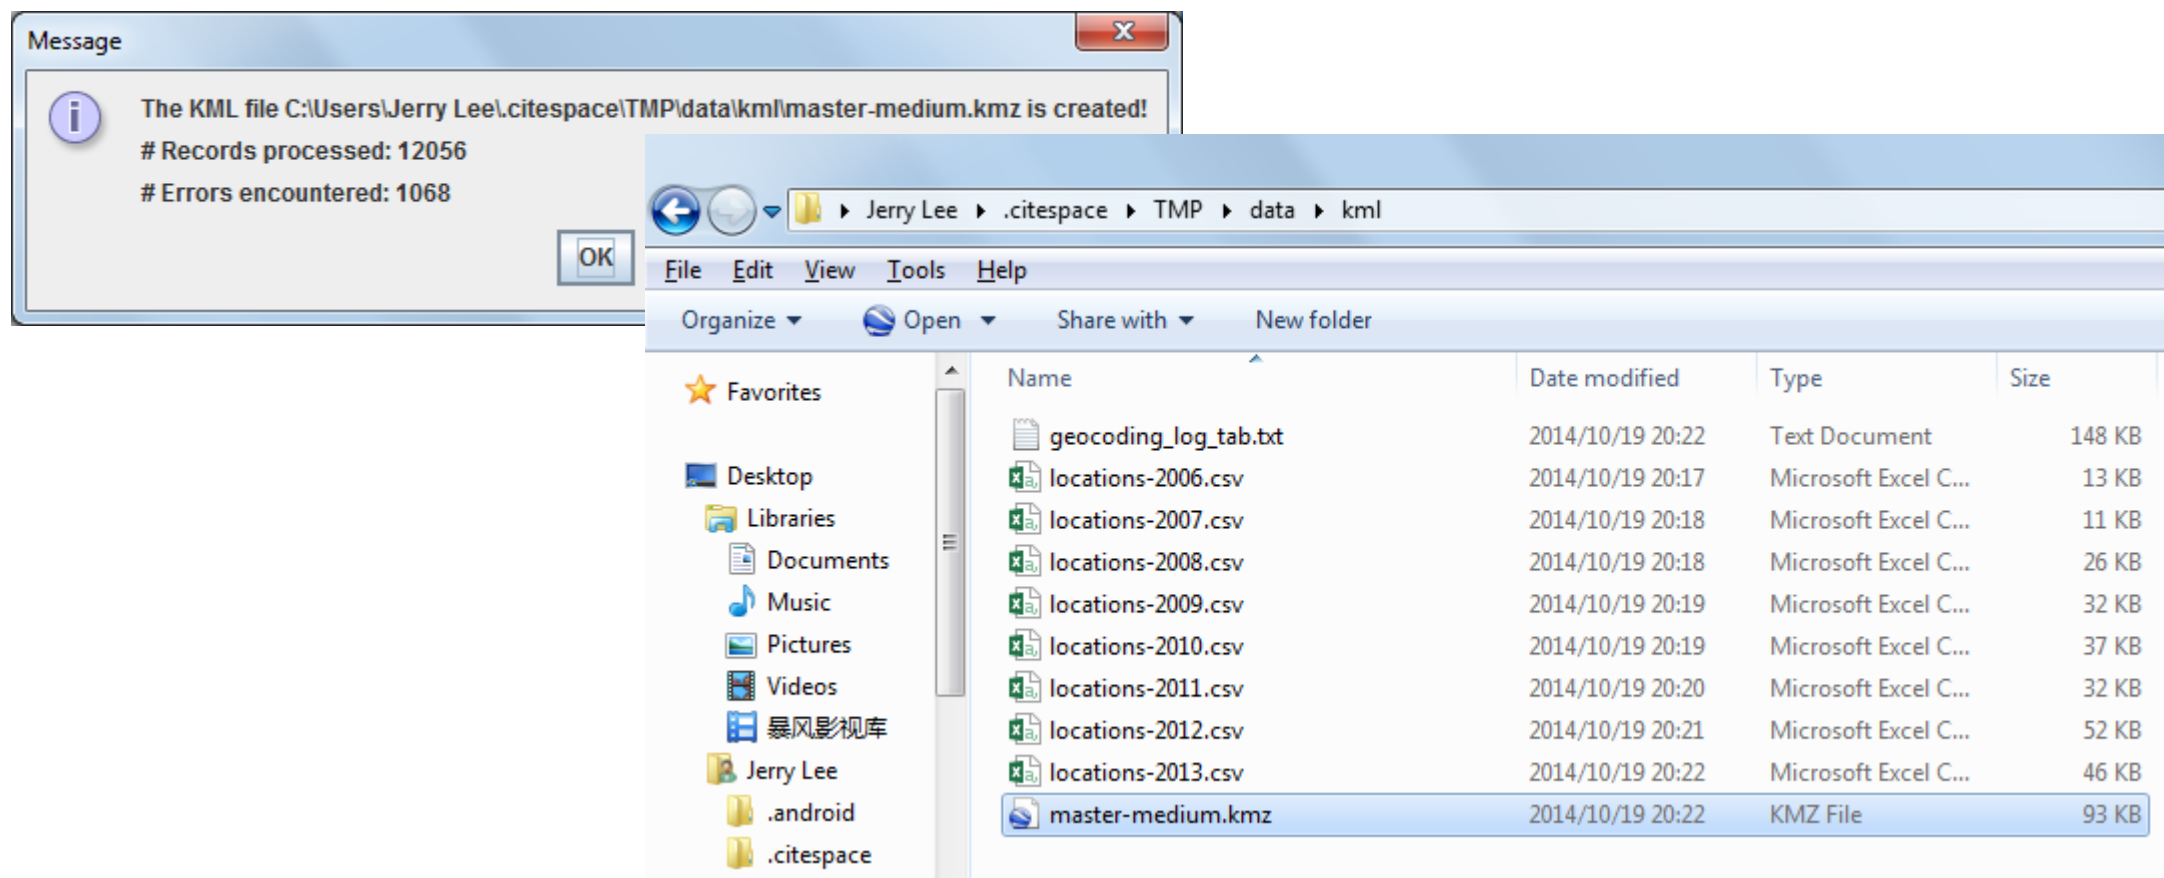 Message
The KML file C:\Users\Jerry Lee\.citespace\TMP\data\kml\master-medium.kmz is created!
# Records processed: 12056
# Errors encountered: 1068
OK
Jerry Lee .citespace TMP data kml
File Edit View Tools Help
Organize Open Share with New folder
Favorites
Desktop
Libraries
Documents
Music
Pictures
Videos
暴风影视库
Jerry Lee
.android
.citespace
Name Date modified Type Size
geocoding_log_tab.txt 2014/10/19 20:22 Text Document 148 KB
locations-2006.csv 2014/10/19 20:17 Microsoft Excel C... 13 KB
locations-2007.csv 2014/10/19 20:18 Microsoft Excel C... 11 KB
locations-2008.csv 2014/10/19 20:18 Microsoft Excel C... 26 KB
locations-2009.csv 2014/10/19 20:19 Microsoft Excel C... 32 KB
locations-2010.csv 2014/10/19 20:19 Microsoft Excel C... 37 KB
locations-2011.csv 2014/10/19 20:20 Microsoft Excel C... 32 KB
locations-2012.csv 2014/10/19 20:21 Microsoft Excel C... 52 KB
locations-2013.csv 2014/10/19 20:22 Microsoft Excel C... 46 KB
master-medium.kmz 2014/10/19 20:22 KMZ File 93 KB